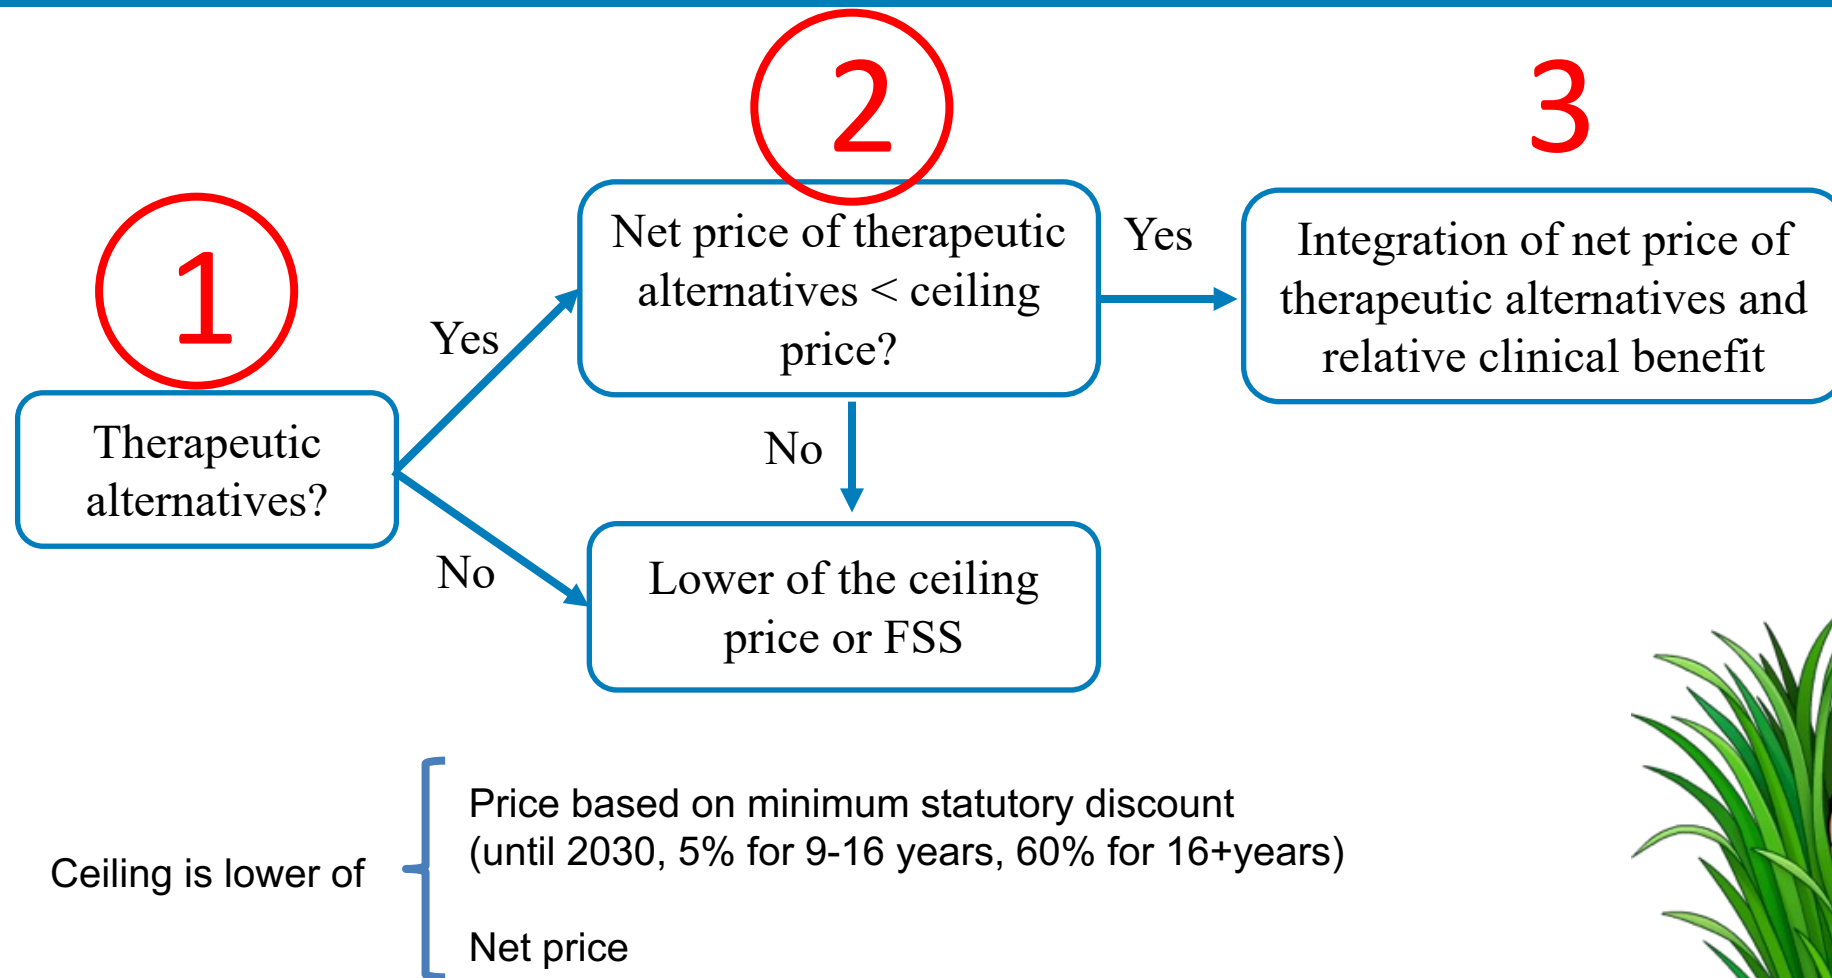 1
Therapeutic
alternatives?
Yes
No
2
Net price of therapeutic
alternatives < ceiling
price?
Yes
No
Lower of the ceiling
price or FSS
3
Integration of net price of
therapeutic alternatives and
relative clinical benefit
Ceiling is lower of
Price based on minimum statutory discount
(until 2030, 5% for 9-16 years, 60% for 16+years)
Net price